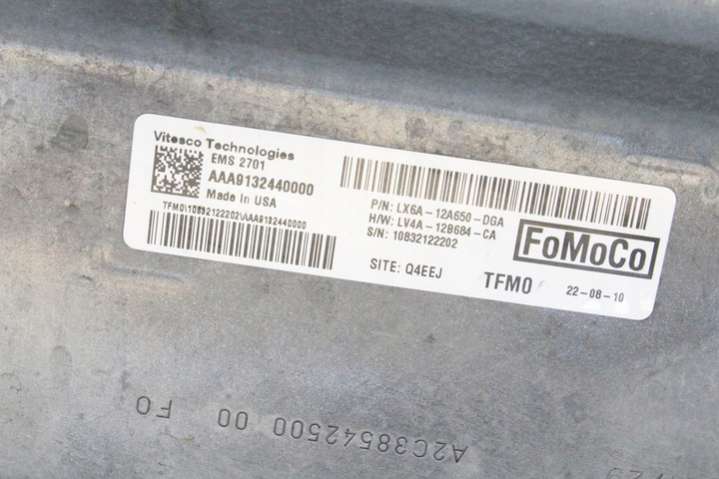 Vitesco Technologies
EMS 2701
AAA9132440000
Made in USA
TFM0\10832122202\AAA9132440000
P/N: LX6A-12A650-DGA
H/W: LV4A-12B684-CA
S/N: 10832122202
FoMoCo
SITE: Q4EEJ
TFM0
22-08-10
A2C38542500 00 F0